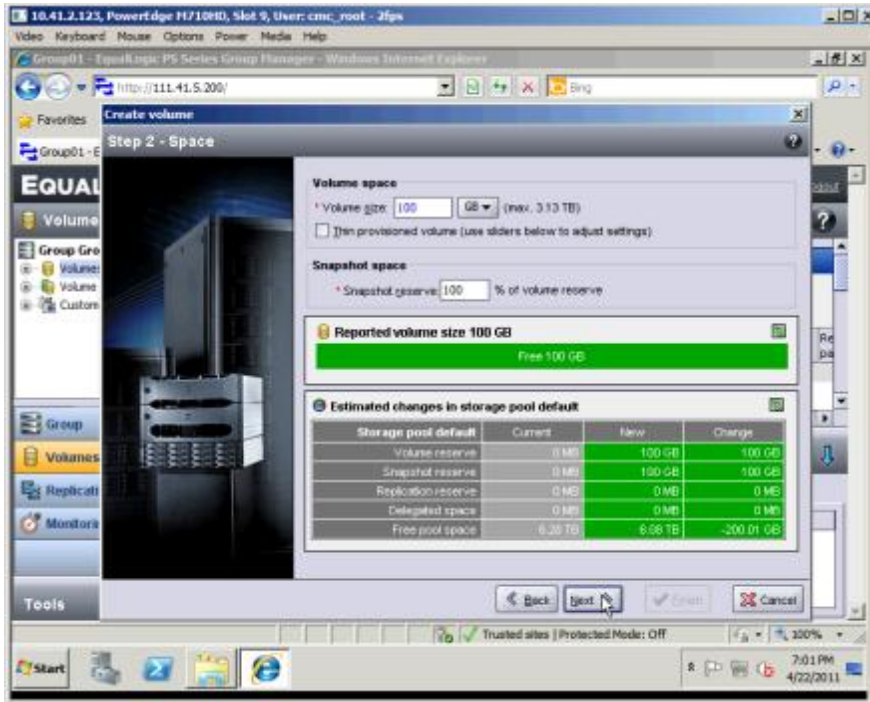 10.41.2.123, PowerEdge M710HD, Slot 9, User: cmc_root - 2fps
Video Keyboard Mouse Options Power Media Help
Group01 - EqualLogic PS Series Group Manager - Windows Internet Explorer
http://111.41.5.200/
Bing
Favorites
Group01 - E
Create volume
Step 2 - Space
EQUAL
Volume
Group Gro
Volume
Volume
Custom
Group
Volumes
Replicati
Monitorin
Tools
Volume space
* Volume size: 100 GB (max. 3.13 TB)
Thin provisioned volume (use sliders below to adjust settings)
Snapshot space
* Snapshot reserve: 100 % of volume reserve
Reported volume size 100 GB
Free 100 GB
Estimated changes in storage pool default
Storage pool default Current New Change
Volume reserve 0 MB 100 GB 100 GB
Snapshot reserve 0 MB 100 GB 100 GB
Replication reserve 0 MB 0 MB 0 MB
Delegated space 0 MB 0 MB 0 MB
Free pool space 6.28 TB 6.08 TB -200.01 GB
Back Next Finish Cancel
Re
pa
Trusted sites | Protected Mode: Off
100%
Start
7:01 PM
4/22/2011